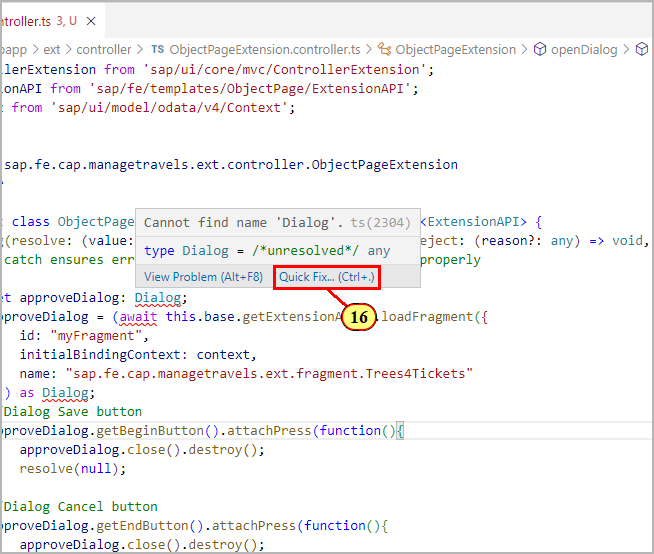 ntroller.ts 3, U
oapp > ext > controller > TS ObjectPageExtension.controller.ts > ObjectPageExtension > openDialog >
llerExtension from 'sap/ui/core/mvc/ControllerExtension';
ionAPI from 'sap/fe/templates/ObjectPage/ExtensionAPI';
t from 'sap/ui/model/odata/v4/Context';
sap.fe.cap.managetravels.ext.controller.ObjectPageExtension
t class ObjectPag <ExtensionAPI> {
Cannot find name 'Dialog'. ts(2304)
g(resolve: (value: eject: (reason?: any) => void,
type Dialog = /*unresolved*/ any
catch ensures err properly
View Problem (Alt+F8) Quick Fix... (Ctrl+.)
et approveDialog: Dialog;
16
pproveDialog = (await this.base.getExtensionA .loadFragment({
id: "myFragment",
initialBindingContext: context,
name: "sap.fe.cap.managetravels.ext.fragment.Trees4Tickets"
) as Dialog;
Dialog Save button
pproveDialog.getBeginButton().attachPress(function(){
approveDialog.close().destroy();
resolve(null);
Dialog Cancel button
pproveDialog.getEndButton().attachPress(function(){
approveDialog.close().destroy();